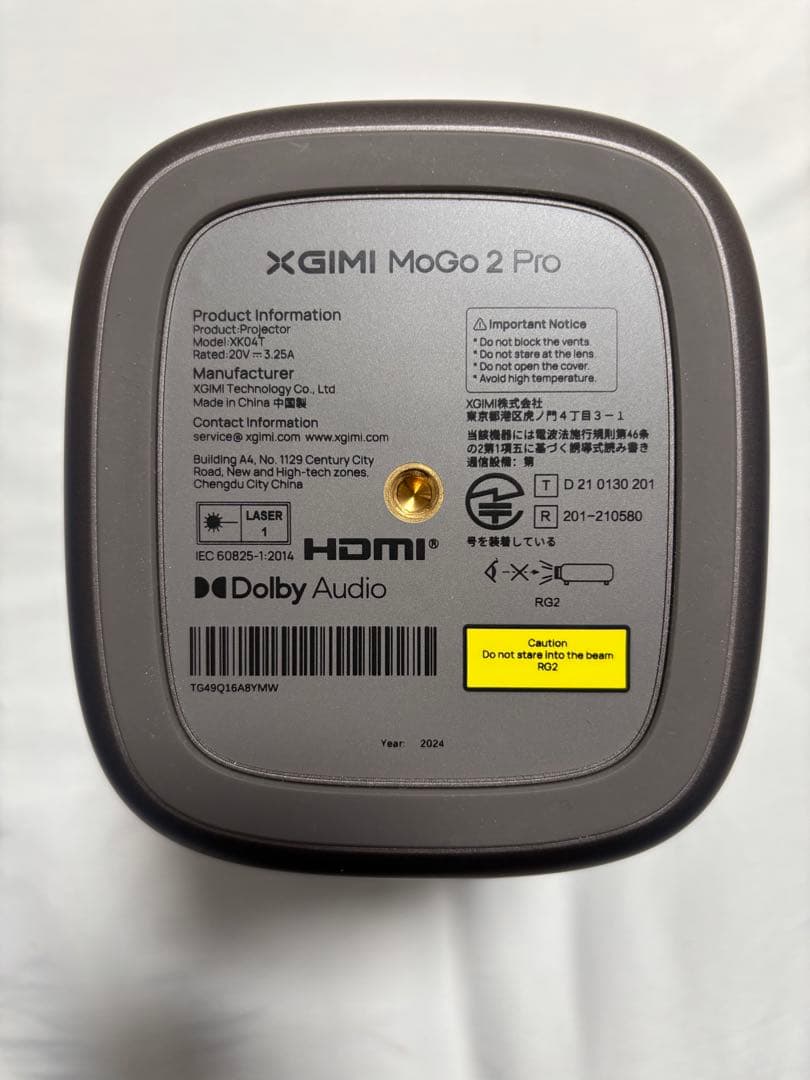 XGIMI MoGo 2 Pro
Product Information
Product:Projector
Model:XK04T
Rated:20V⎓3.25A
Manufacturer
XGIMI Technology Co., Ltd
Made in China 中国製
Contact Information
service@ xgimi.com www.xgimi.com
Building A4, No. 1129 Century City
Road, New and High-tech zones.
Chengdu City China
LASER
1
IEC 60825-1:2014
HDMI®
Dolby Audio
TG49Q16A8YMW
⚠Important Notice
* Do not block the vents
* Do not stare at the lens
* Do not open the cover.
* Avoid high temperature.
XGIMI株式会社
東京都港区虎ノ門4丁目3-1
当該機器には電波法施行規則第46条
の2第1項五に基づく誘導式読み書き
通信設備:第
T D 21 0130 201
R 201-210580
号を装着している
RG2
Caution
Do not stare into the beam
RG2
Year: 2024